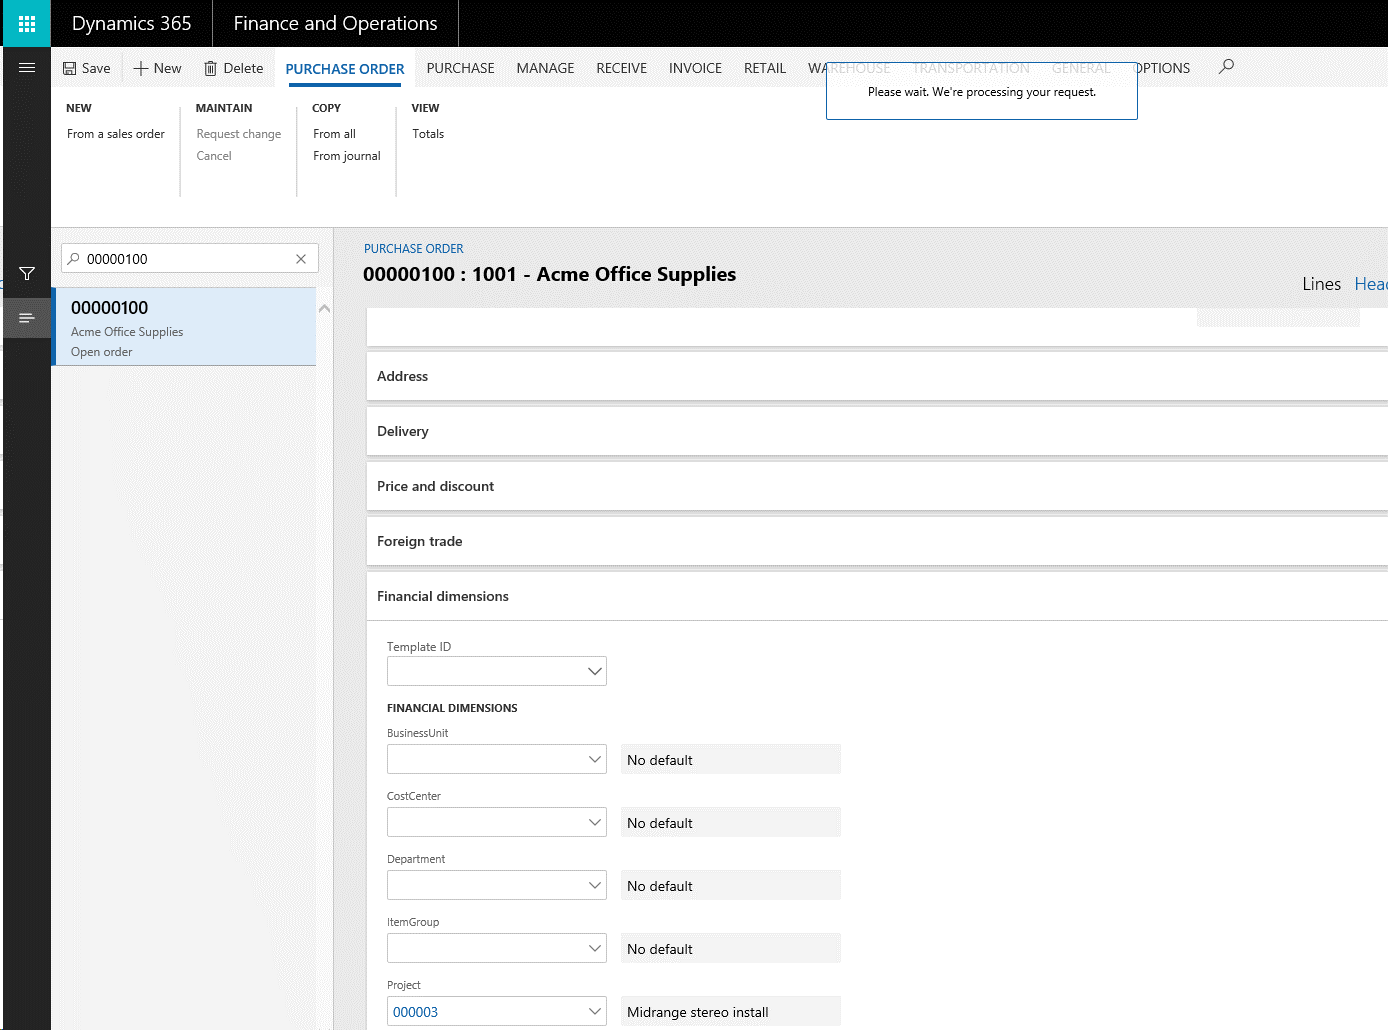 Dynamics 365
Finance and Operations
Save
New
Delete
PURCHASE ORDER
PURCHASE
MANAGE
RECEIVE
INVOICE
RETAIL
WAREHOUSE
TRANSPORTATION
GENERAL
OPTIONS
Please wait. We're processing your request.
NEW
From a sales order
MAINTAIN
Request change
Cancel
COPY
From all
From journal
VIEW
Totals
00000100
00000100
Acme Office Supplies
Open order
PURCHASE ORDER
00000100 : 1001 - Acme Office Supplies
Lines
Head
Address
Delivery
Price and discount
Foreign trade
Financial dimensions
Template ID
FINANCIAL DIMENSIONS
BusinessUnit
No default
CostCenter
No default
Department
No default
ItemGroup
No default
Project
000003
Midrange stereo install